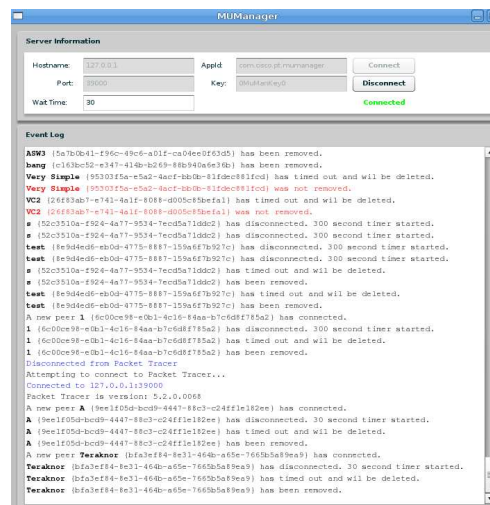 MUManager
Server Information
Hostname: 127.0.0.1 AppId: com.cisco.pt.mumanager Connect
Port: 39000 Key: 0MuManKey0 Disconnect
Wait Time: 30 Connected
Event Log
ASW3 {5a7b0b41-f96c-49c6-a01f-ca04ee0f63d5} has been removed.
bang {c163bc52-e347-414b-b269-88b940a6e36b} has been removed.
Very Simple {95303f5a-e5a2-4acf-bb0b-81fdec881fcd} has timed out and wil be deleted.
Very Simple {95303f5a-e5a2-4acf-bb0b-81fdec881fcd} was not removed.
VC2 {26f83ab7-e741-4a1f-8088-d005c85befa1} has timed out and wil be deleted.
VC2 {26f83ab7-e741-4a1f-8088-d005c85befa1} was not removed.
s {52c3510a-f924-4a77-9534-7ecd5a71ddc2} has disconnected. 300 second timer started.
s {52c3510a-f924-4a77-9534-7ecd5a71ddc2} has disconnected. 300 second timer started.
test {8e9d4ed6-eb0d-4775-8887-159a6f7b927c} has disconnected. 300 second timer started.
test {8e9d4ed6-eb0d-4775-8887-159a6f7b927c} has disconnected. 300 second timer started.
s {52c3510a-f924-4a77-9534-7ecd5a71ddc2} has timed out and wil be deleted.
s {52c3510a-f924-4a77-9534-7ecd5a71ddc2} has been removed.
test {8e9d4ed6-eb0d-4775-8887-159a6f7b927c} has timed out and wil be deleted.
test {8e9d4ed6-eb0d-4775-8887-159a6f7b927c} has been removed.
A new peer 1 {6c00ce98-e0b1-4c16-84aa-b7c6d8f785a2} has connected.
1 {6c00ce98-e0b1-4c16-84aa-b7c6d8f785a2} has disconnected. 300 second timer started.
1 {6c00ce98-e0b1-4c16-84aa-b7c6d8f785a2} has timed out and wil be deleted.
1 {6c00ce98-e0b1-4c16-84aa-b7c6d8f785a2} has been removed.
Disconnected from Packet Tracer
Attempting to connect to Packet Tracer...
Connected to 127.0.0.1:39000
Packet Tracer is version: 5.2.0.0068
A new peer A {9ee1f05d-bcd9-4447-88c3-c24ff1e182ee} has connected.
A {9ee1f05d-bcd9-4447-88c3-c24ff1e182ee} has disconnected. 30 second timer started.
A {9ee1f05d-bcd9-4447-88c3-c24ff1e182ee} has timed out and wil be deleted.
A {9ee1f05d-bcd9-4447-88c3-c24ff1e182ee} has been removed.
A new peer Teraknor {bfa3ef84-8e31-464b-a65e-7665b5a89ea9} has connected.
Teraknor {bfa3ef84-8e31-464b-a65e-7665b5a89ea9} has disconnected. 30 second timer started.
Teraknor {bfa3ef84-8e31-464b-a65e-7665b5a89ea9} has timed out and wil be deleted.
Teraknor {bfa3ef84-8e31-464b-a65e-7665b5a89ea9} has been removed.